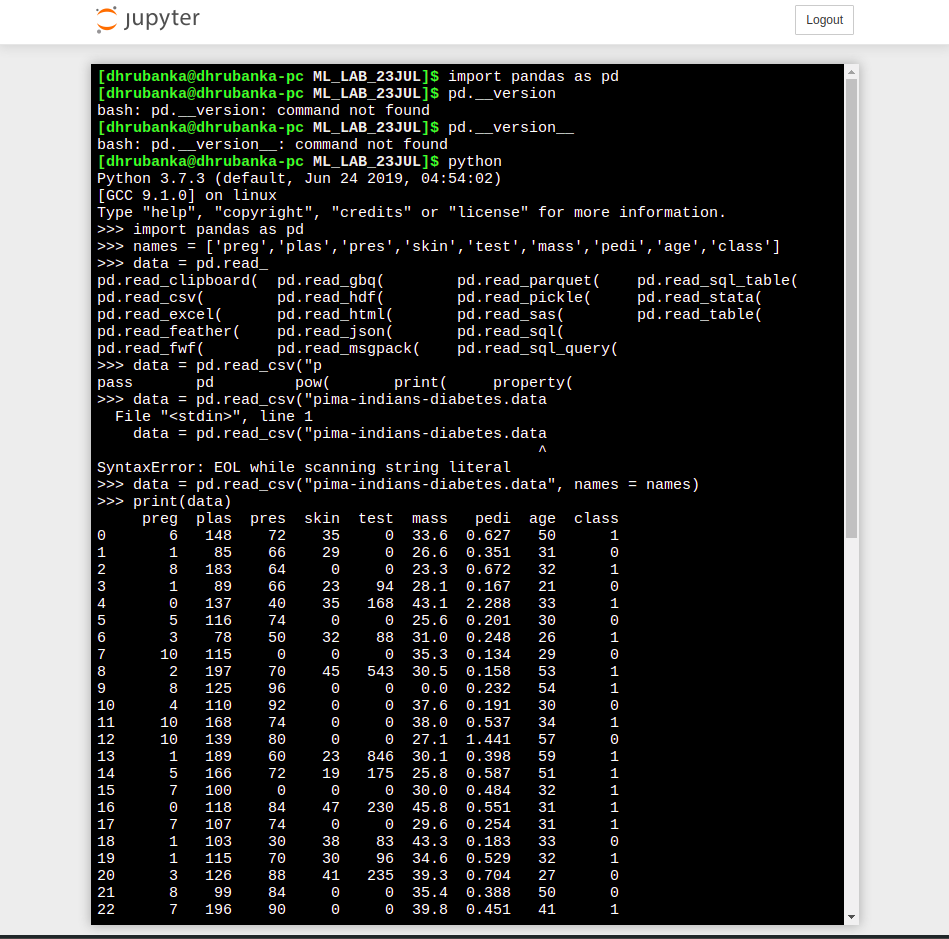 jupyter
Logout
[dhrubanka@dhrubanka-pc ML_LAB_23JUL]$ import pandas as pd
[dhrubanka@dhrubanka-pc ML_LAB_23JUL]$ pd.__version
bash: pd.__version: command not found
[dhrubanka@dhrubanka-pc ML_LAB_23JUL]$ pd.__version__
bash: pd.__version__: command not found
[dhrubanka@dhrubanka-pc ML_LAB_23JUL]$ python
Python 3.7.3 (default, Jun 24 2019, 04:54:02)
[GCC 9.1.0] on linux
Type "help", "copyright", "credits" or "license" for more information.
>>> import pandas as pd
>>> names = ['preg','plas','pres','skin','test','mass','pedi','age','class']
>>> data = pd.read_
pd.read_clipboard(  pd.read_gbq(        pd.read_parquet(    pd.read_sql_table(
pd.read_csv(        pd.read_hdf(        pd.read_pickle(     pd.read_stata(
pd.read_excel(      pd.read_html(       pd.read_sas(        pd.read_table(
pd.read_feather(    pd.read_json(       pd.read_sql(
pd.read_fwf(        pd.read_msgpack(    pd.read_sql_query(
>>> data = pd.read_csv("p
pass       pd         pow(       print(     property(
>>> data = pd.read_csv("pima-indians-diabetes.data
  File "<stdin>", line 1
    data = pd.read_csv("pima-indians-diabetes.data
                                                 ^
SyntaxError: EOL while scanning string literal
>>> data = pd.read_csv("pima-indians-diabetes.data", names = names)
>>> print(data)
     preg  plas  pres  skin  test  mass   pedi  age  class
0       6   148    72    35     0  33.6  0.627   50      1
1       1    85    66    29     0  26.6  0.351   31      0
2       8   183    64     0     0  23.3  0.672   32      1
3       1    89    66    23    94  28.1  0.167   21      0
4       0   137    40    35   168  43.1  2.288   33      1
5       5   116    74     0     0  25.6  0.201   30      0
6       3    78    50    32    88  31.0  0.248   26      1
7      10   115     0     0     0  35.3  0.134   29      0
8       2   197    70    45   543  30.5  0.158   53      1
9       8   125    96     0     0   0.0  0.232   54      1
10      4   110    92     0     0  37.6  0.191   30      0
11     10   168    74     0     0  38.0  0.537   34      1
12     10   139    80     0     0  27.1  1.441   57      0
13      1   189    60    23   846  30.1  0.398   59      1
14      5   166    72    19   175  25.8  0.587   51      1
15      7   100     0     0     0  30.0  0.484   32      1
16      0   118    84    47   230  45.8  0.551   31      1
17      7   107    74     0     0  29.6  0.254   31      1
18      1   103    30    38    83  43.3  0.183   33      0
19      1   115    70    30    96  34.6  0.529   32      1
20      3   126    88    41   235  39.3  0.704   27      0
21      8    99    84     0     0  35.4  0.388   50      0
22      7   196    90     0     0  39.8  0.451   41      1